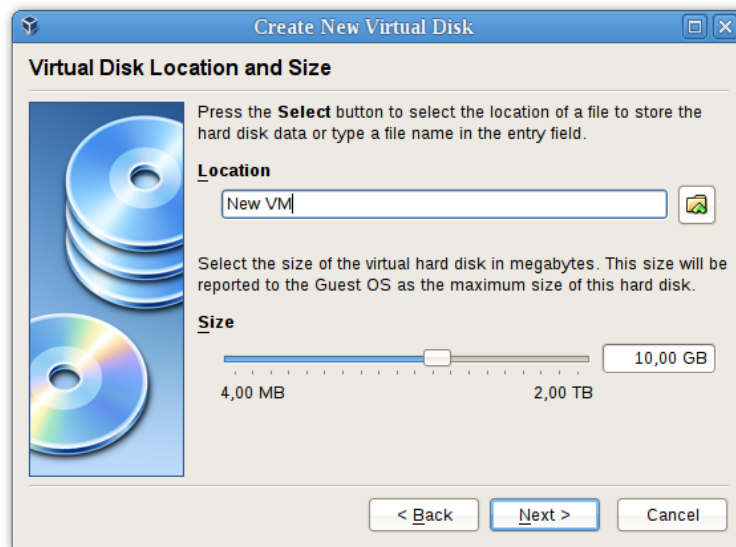 Create New Virtual Disk
Virtual Disk Location and Size
Press the Select button to select the location of a file to store the
hard disk data or type a file name in the entry field.
Location
New VM
Select the size of the virtual hard disk in megabytes. This size will be
reported to the Guest OS as the maximum size of this hard disk.
Size
10,00 GB
4,00 MB 2,00 TB
< Back Next > Cancel